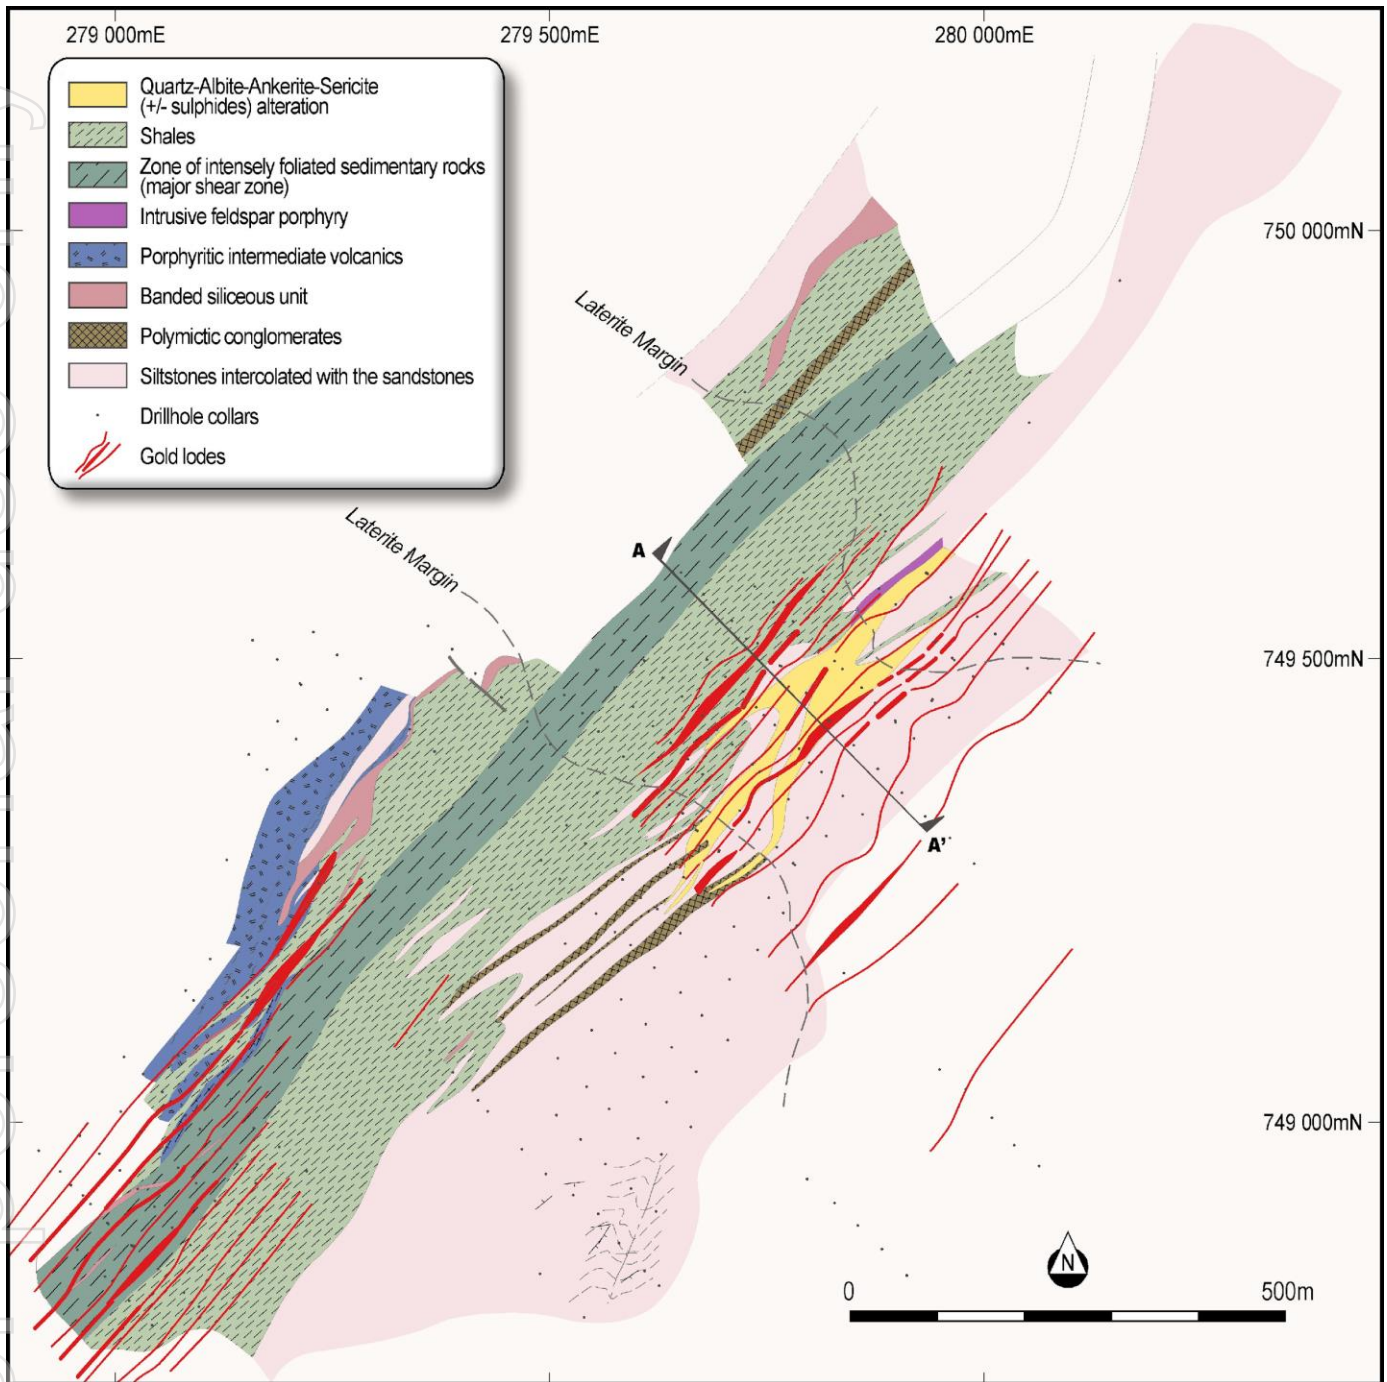 279 000mE
279 500mE
280 000mE
Quartz-Albite-Ankerite-Sericite
(+/- sulphides) alteration
Shales
Zone of intensely foliated sedimentary rocks
(major shear zone)
Intrusive feldspar porphyry
Porphyritic intermediate volcanics
Banded siliceous unit
Polymictic conglomerates
Siltstones intercolated with the sandstones
Drillhole collars
Gold lodes
750 000mN
Laterite Margin
Laterite Margin
A
749 500mN
A'
749 000mN
N
0
500m